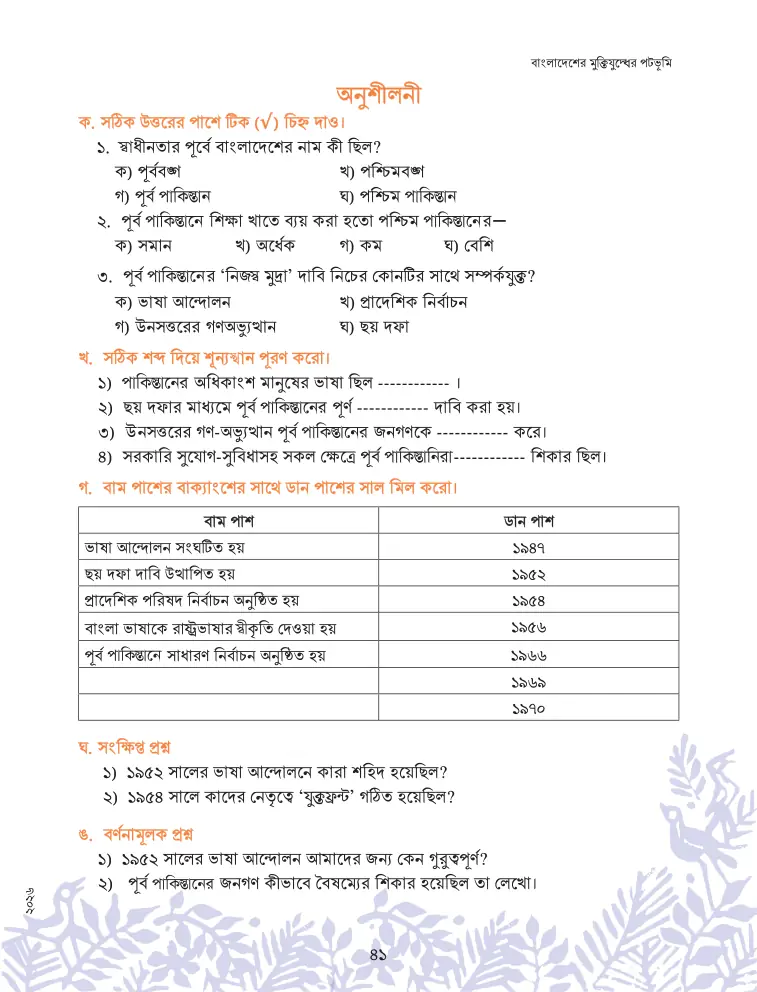 বাংলাদেশের মুক্তিযুদ্ধের পটভূমি
অনুশীলনী
ক. সঠিক উত্তরের পাশে টিক (√) চিহ্ন দাও।
১. স্বাধীনতার পূর্বে বাংলাদেশের নাম কী ছিল?
ক) পূর্ববঙ্গ খ) পশ্চিমবঙ্গ
গ) পূর্ব পাকিস্তান ঘ) পশ্চিম পাকিস্তান
২. পূর্ব পাকিস্তানে শিক্ষা খাতে ব্যয় করা হতো পশ্চিম পাকিস্তানের—
ক) সমান খ) অর্ধেক গ) কম ঘ) বেশি
৩. পূর্ব পাকিস্তানের ‘নিজস্ব মুদ্রা’ দাবি নিচের কোনটির সাথে সম্পর্কযুক্ত?
ক) ভাষা আন্দোলন খ) প্রাদেশিক নির্বাচন
গ) উনসত্তরের গণঅভ্যুত্থান ঘ) ছয় দফা
খ. সঠিক শব্দ দিয়ে শূন্যস্থান পূরণ করো।
১) পাকিস্তানের অধিকাংশ মানুষের ভাষা ছিল ------------ ।
২) ছয় দফার মাধ্যমে পূর্ব পাকিস্তানের পূর্ণ ------------ দাবি করা হয়।
৩) উনসত্তরের গণ-অভ্যুত্থান পূর্ব পাকিস্তানের জনগণকে ------------ করে।
৪) সরকারি সুযোগ-সুবিধাসহ সকল ক্ষেত্রে পূর্ব পাকিস্তানিরা------------ শিকার ছিল।
গ. বাম পাশের বাক্যাংশের সাথে ডান পাশের সাল মিল করো।
বাম পাশ ডান পাশ
ভাষা আন্দোলন সংঘটিত হয় ১৯৪৭
ছয় দফা দাবি উত্থাপিত হয় ১৯৫২
প্রাদেশিক পরিষদ নির্বাচন অনুষ্ঠিত হয় ১৯৫৪
বাংলা ভাষাকে রাষ্ট্রভাষার স্বীকৃতি দেওয়া হয় ১৯৫৬
পূর্ব পাকিস্তানে সাধারণ নির্বাচন অনুষ্ঠিত হয় ১৯৬৬
১৯৬৯
১৯৭০
ঘ. সংক্ষিপ্ত প্রশ্ন
১) ১৯৫২ সালের ভাষা আন্দোলনে কারা শহিদ হয়েছিল?
২) ১৯৫৪ সালে কাদের নেতৃত্বে ‘যুক্তফ্রন্ট’ গঠিত হয়েছিল?
ঙ. বর্ণনামূলক প্রশ্ন
১) ১৯৫২ সালের ভাষা আন্দোলন আমাদের জন্য কেন গুরুত্বপূর্ণ?
২) পূর্ব পাকিস্তানের জনগণ কীভাবে বৈষম্যের শিকার হয়েছিল তা লেখো।
২০২৬
৪১